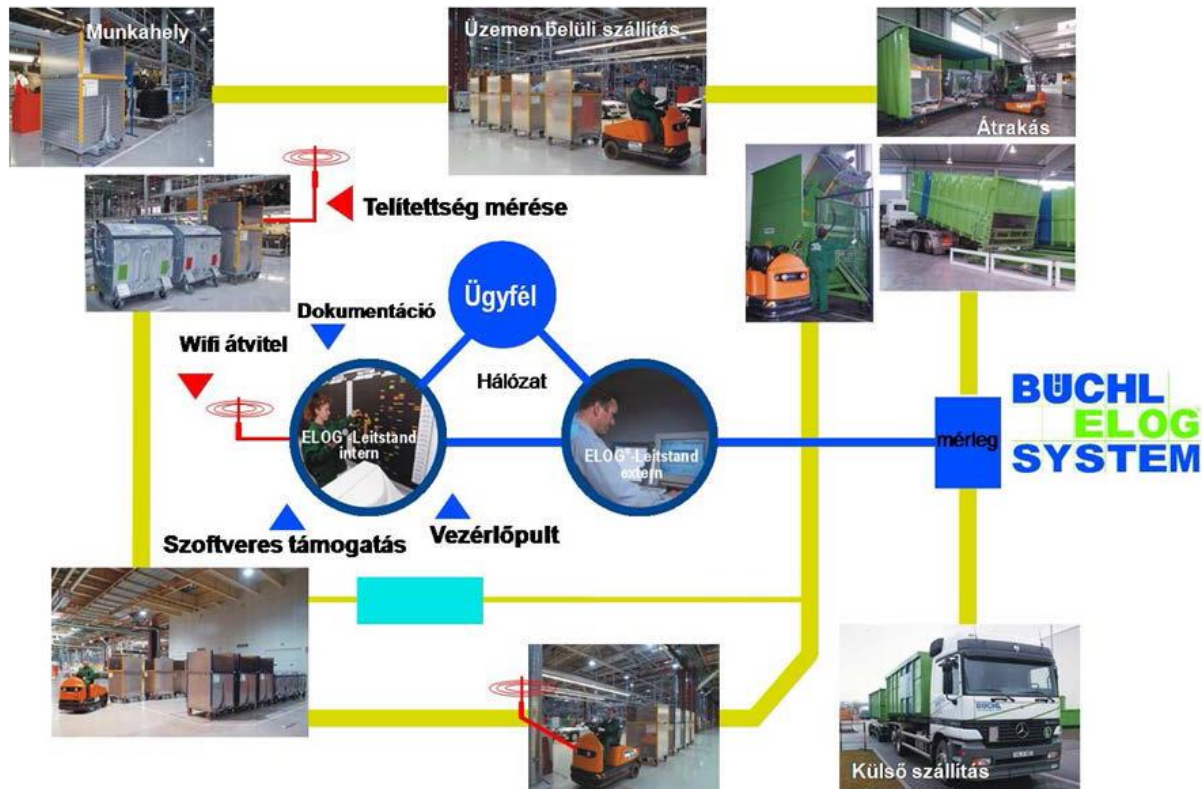 Munkahely
Üzemen belüli szállítás
Átrakás
Telítettség mérése
Ügyfél
Dokumentáció
Wifi átvitel
Hálózat
ELOG®-Leitstand
intern
ELOG®-Leitstand
extern
mérleg
BÜCHL
ELOG
SYSTEM
Szoftveres támogatás
Vezérlőpult
BÜCHL
Külső szállítás